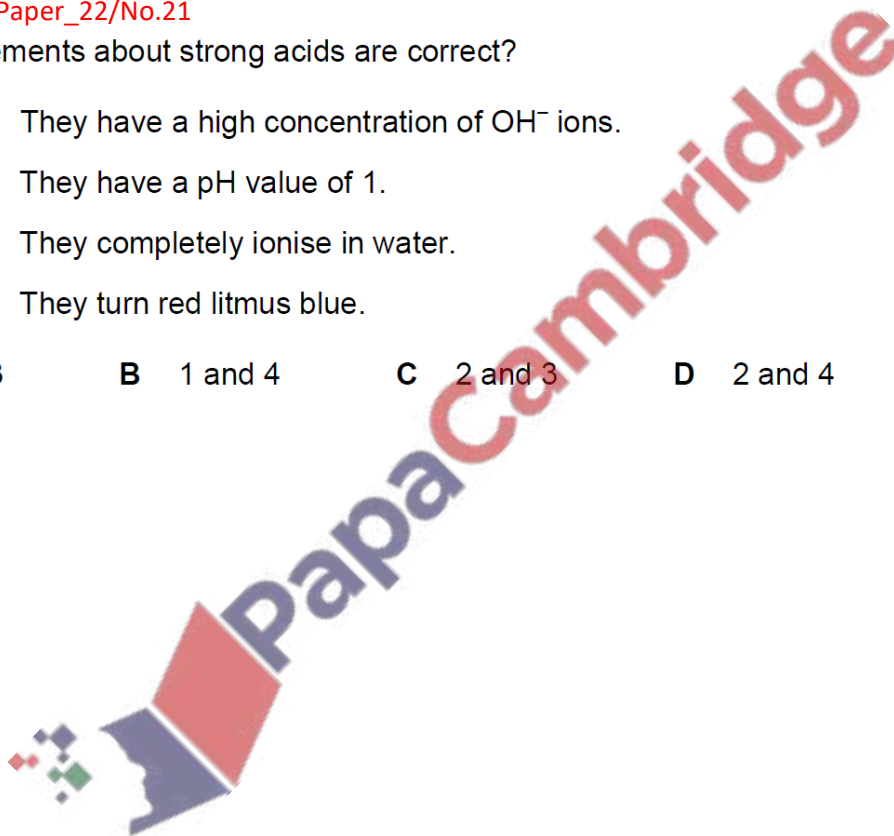 Paper_22/No.21
ments about strong acids are correct?
They have a high concentration of OH⁻ ions.
They have a pH value of 1.
They completely ionise in water.
They turn red litmus blue.
B 1 and 4 C 2 and 3 D 2 and 4
PapaCambridge